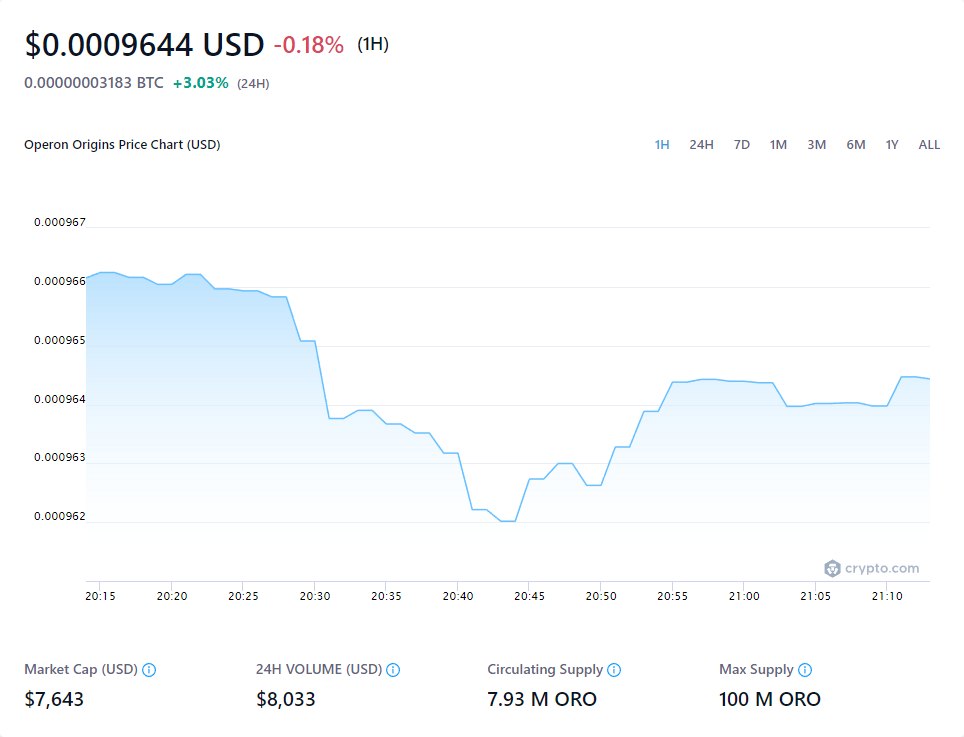 $0.0009644 USD -0.18% (1H)
0.00000003183 BTC +3.03% (24H)
Operon Origins Price Chart (USD)
1H 24H 7D 1M 3M 6M 1Y ALL
0.000967
0.000966
0.000965
0.000964
0.000963
0.000962
crypto.com
20:15 20:20 20:25 20:30 20:35 20:40 20:45 20:50 20:55 21:00 21:05 21:10
Market Cap (USD) 24H VOLUME (USD) Circulating Supply Max Supply
$7,643 $8,033 7.93 M ORO 100 M ORO